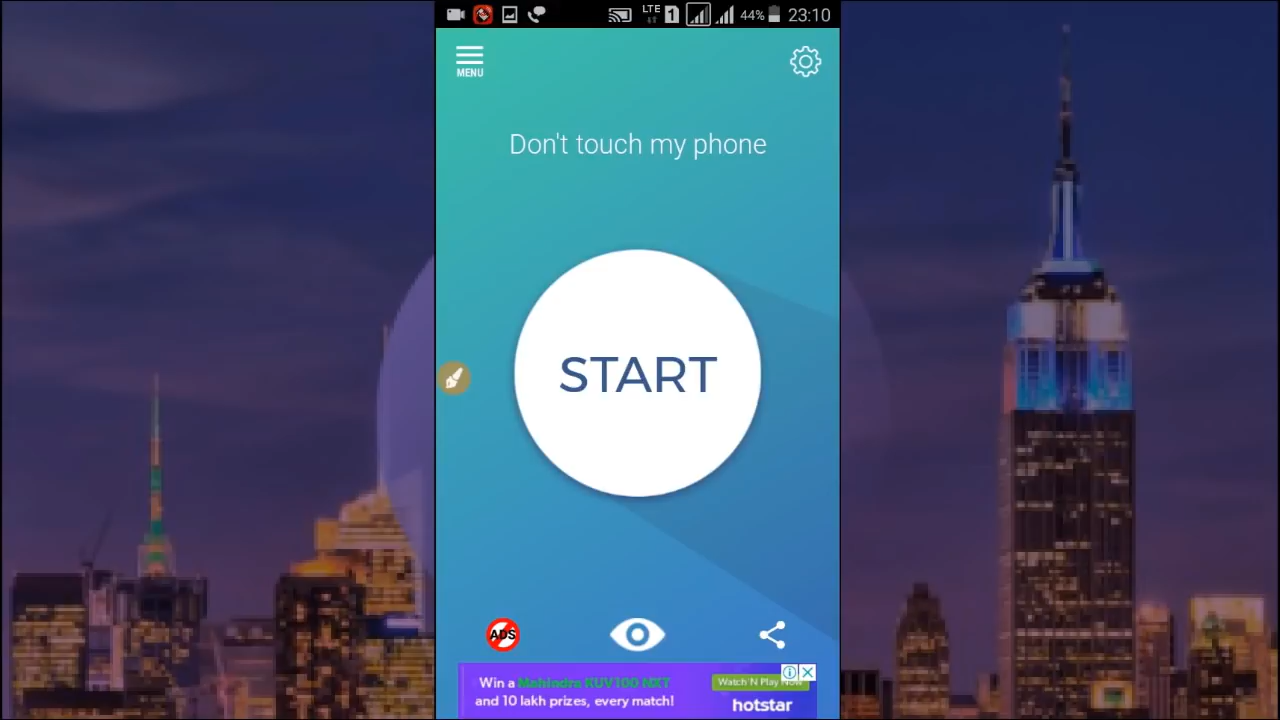 LTE 1 44% 23:10
MENU
Don't touch my phone
START
ADS
Win a Mahindra KUV100 NXT
and 10 lakh prizes, every match!
Watch'N Play Now
hotstar